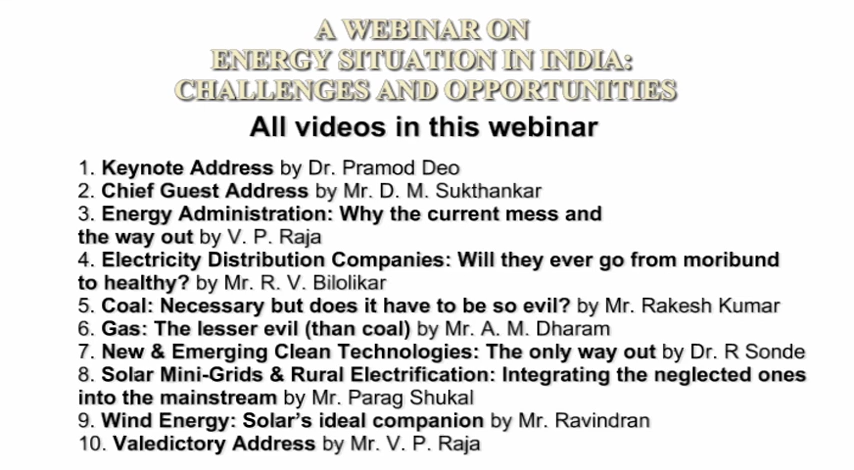 A WEBINAR ON
ENERGY SITUATION IN INDIA:
CHALLENGES AND OPPORTUNITIES
All videos in this webinar
1. Keynote Address by Dr. Pramod Deo
2. Chief Guest Address by Mr. D. M. Sukthankar
3. Energy Administration: Why the current mess and
the way out by V. P. Raja
4. Electricity Distribution Companies: Will they ever go from moribund
to healthy? by Mr. R. V. Bilolikar
5. Coal: Necessary but does it have to be so evil? by Mr. Rakesh Kumar
6. Gas: The lesser evil (than coal) by Mr. A. M. Dharam
7. New & Emerging Clean Technologies: The only way out by Dr. R Sonde
8. Solar Mini-Grids & Rural Electrification: Integrating the neglected ones
into the mainstream by Mr. Parag Shukal
9. Wind Energy: Solar's ideal companion by Mr. Ravindran
10. Valedictory Address by Mr. V. P. Raja